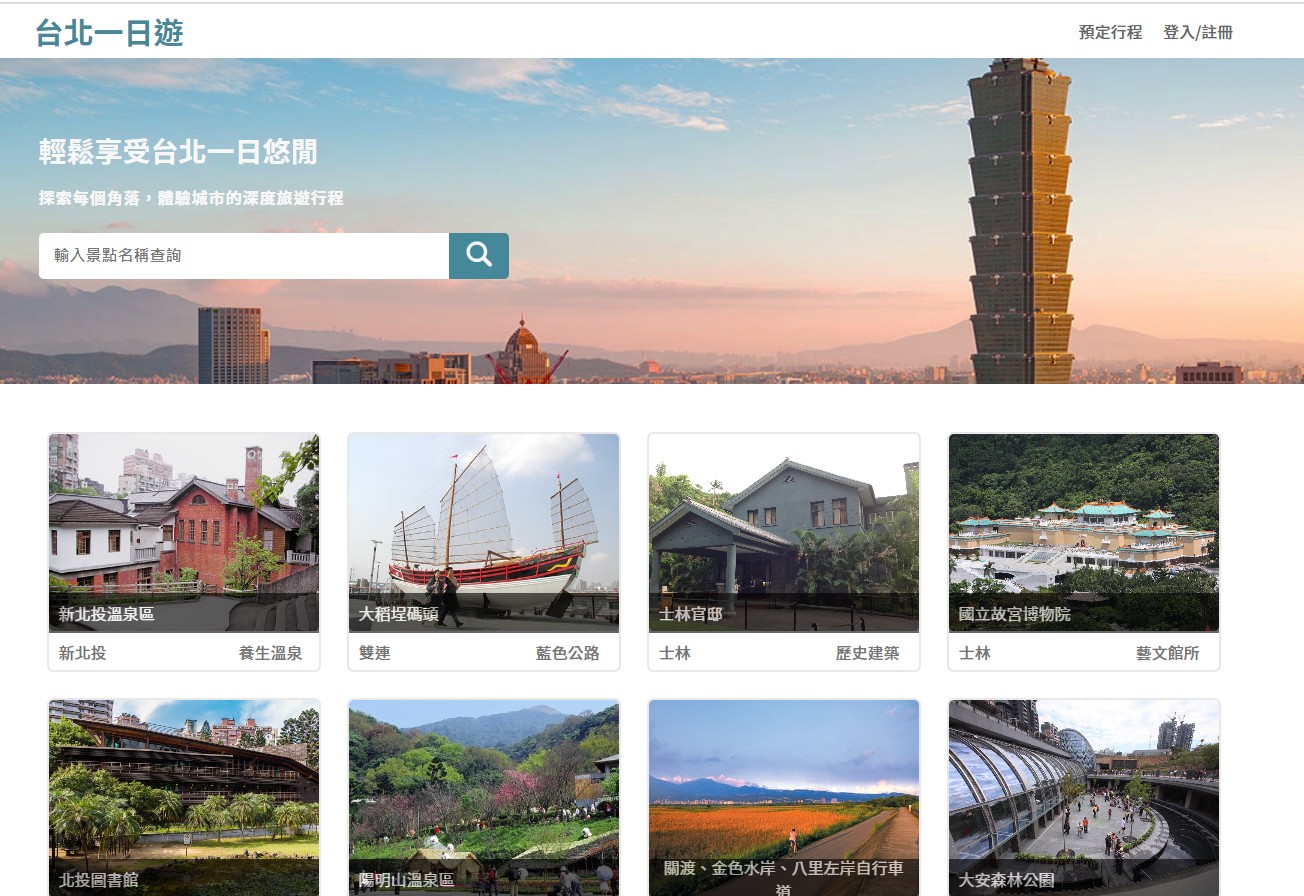 台北一日遊
預定行程 登入/註冊
輕鬆享受台北一日悠閒
探索每個角落，體驗城市的深度旅遊行程
輸入景點名稱查詢
新北投溫泉區
新北投 養生溫泉
大稻埕碼頭
雙連 藍色公路
士林官邸
士林 歷史建築
國立故宮博物院
士林 藝文館所
北投圖書館
陽明山溫泉區
關渡、金色水岸、八里左岸自行車
道
大安森林公園